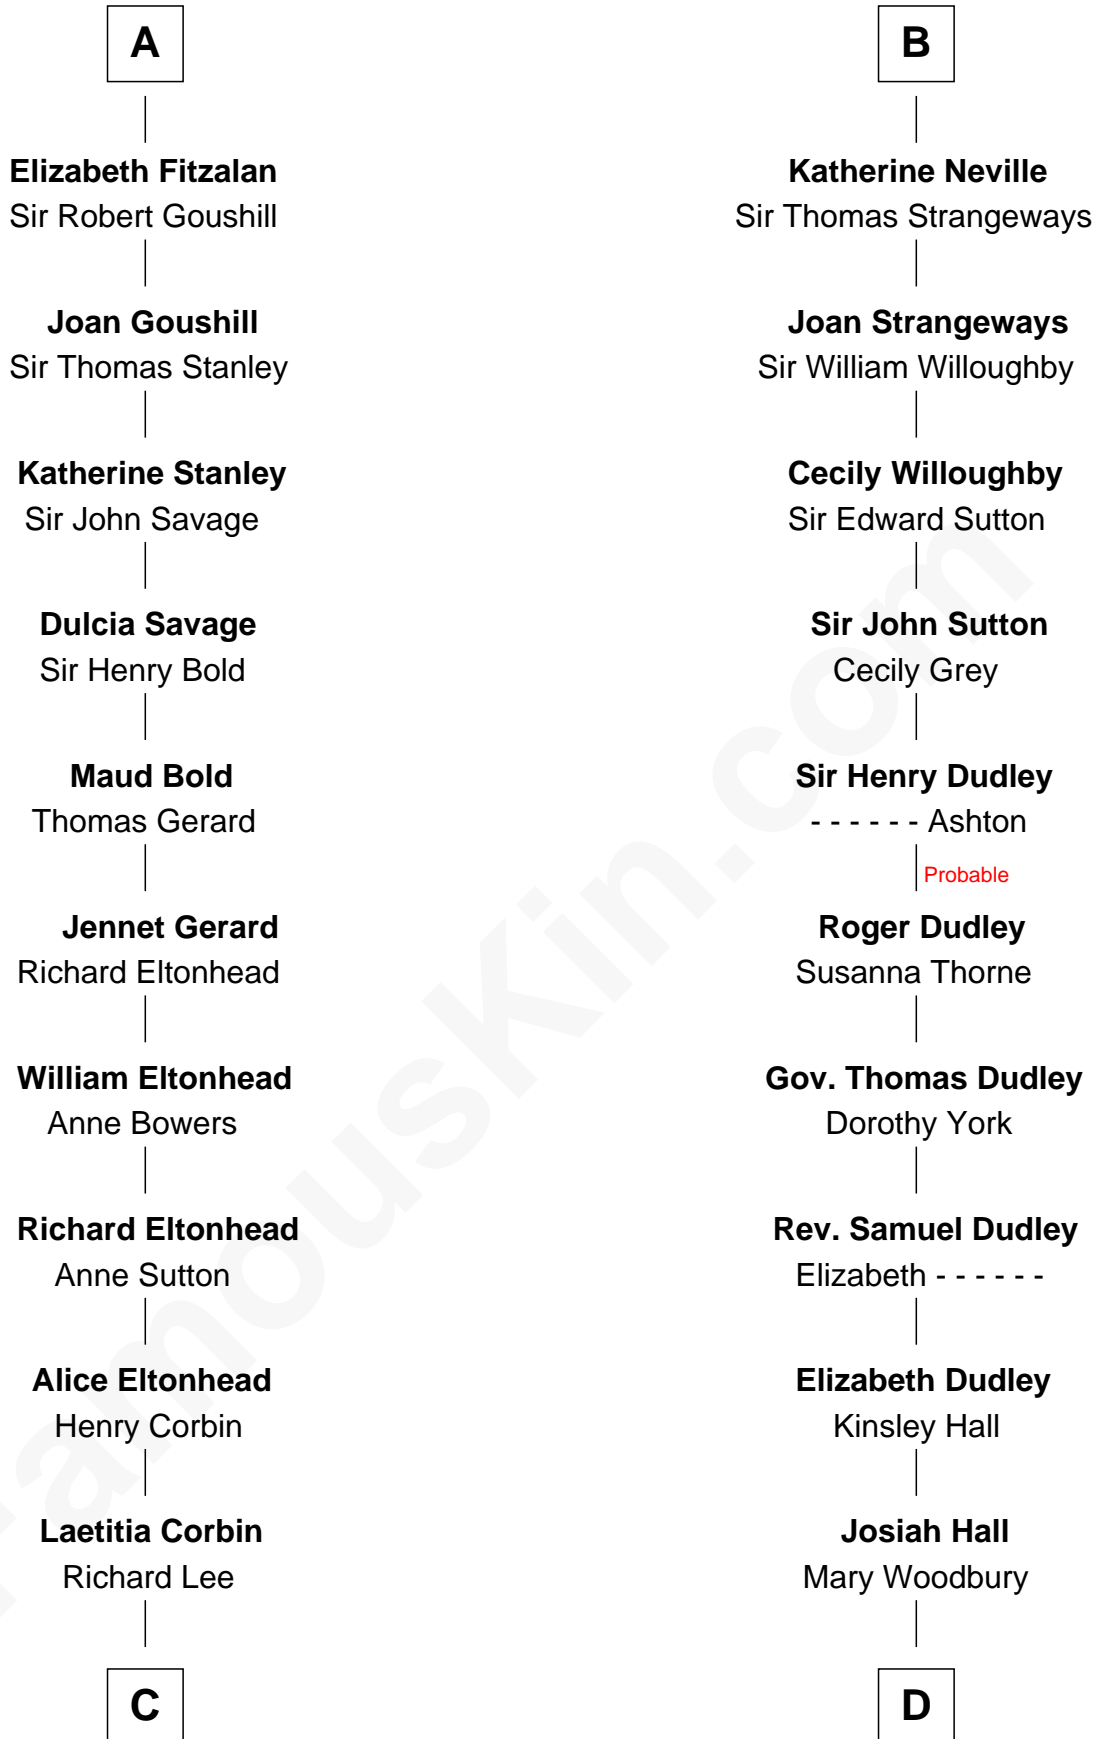 A
Elizabeth Fitzalan
Sir Robert Goushill
Joan Goushill
Sir Thomas Stanley
Katherine Stanley
Sir John Savage
Dulcia Savage
Sir Henry Bold
Maud Bold
Thomas Gerard
Jennet Gerard
Richard Eltonhead
William Eltonhead
Anne Bowers
Richard Eltonhead
Anne Sutton
Alice Eltonhead
Henry Corbin
Laetitia Corbin
Richard Lee
C
B
Katherine Neville
Sir Thomas Strangeways
Joan Strangeways
Sir William Willoughby
Cecily Willoughby
Sir Edward Sutton
Sir John Sutton
Cecily Grey
Sir Henry Dudley
- - - - - - Ashton
Probable
Roger Dudley
Susanna Thorne
Gov. Thomas Dudley
Dorothy York
Rev. Samuel Dudley
Elizabeth - - - - - -
Elizabeth Dudley
Kinsley Hall
Josiah Hall
Mary Woodbury
D
FamousKin.com